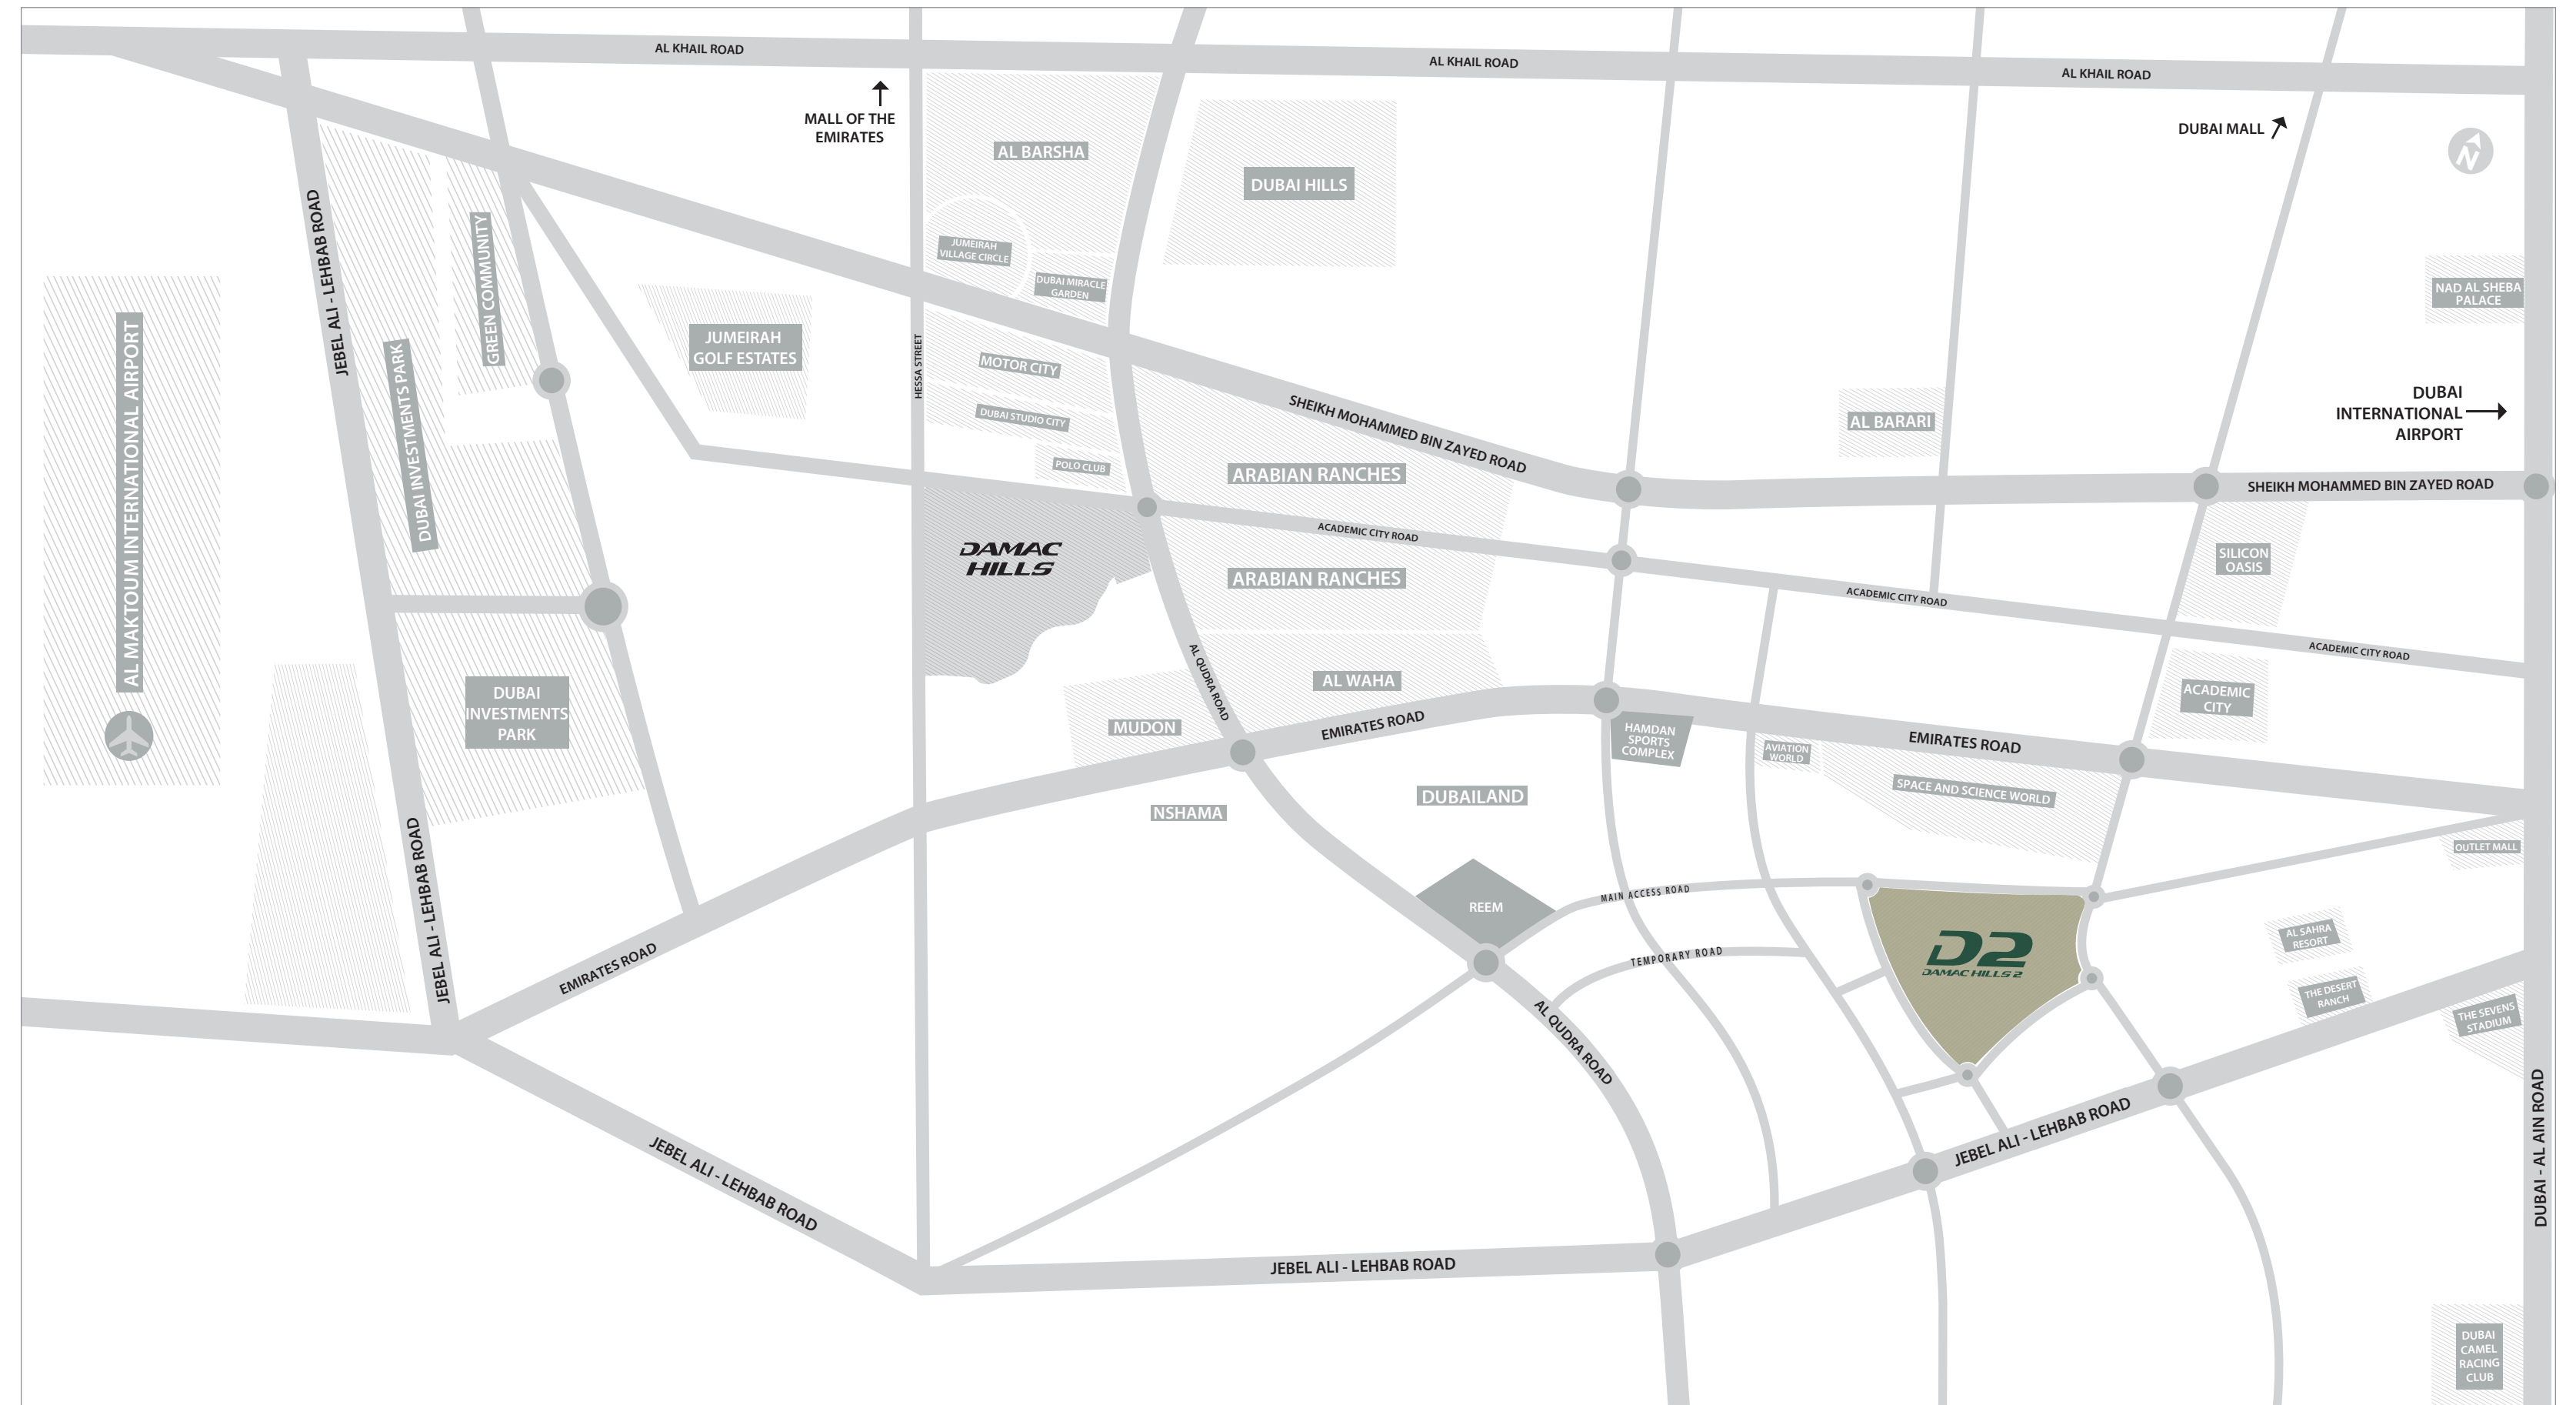 AL KHAIL ROAD
AL KHAIL ROAD
AL KHAIL ROAD
MALL OF THE
EMIRATES
DUBAI MALL
N
AL BARSHA
DUBAI HILLS
JEBEL ALI - LEHBAB ROAD
GREEN COMMUNITY
JUMEIRAH
VILLAGE CIRCLE
DUBAI MIRACLE
GARDEN
NAD AL SHEBA
PALACE
AL MAKTOUM INTERNATIONAL AIRPORT
DUBAI INVESTMENTS PARK
JUMEIRAH
GOLF ESTATES
HESSA STREET
MOTOR CITY
DUBAI STUDIO CITY
POLO CLUB
SHEIKH MOHAMMED BIN ZAYED ROAD
AL BARARI
DUBAI
INTERNATIONAL
AIRPORT
ARABIAN RANCHES
SHEIKH MOHAMMED BIN ZAYED ROAD
ACADEMIC CITY ROAD
DAMAC
HILLS
ARABIAN RANCHES
SILICON
OASIS
ACADEMIC CITY ROAD
ACADEMIC CITY ROAD
AL QUDRA ROAD
AL WAHA
ACADEMIC
CITY
DUBAI
INVESTMENTS
PARK
MUDON
EMIRATES ROAD
HAMDAN
SPORTS
COMPLEX
AVIATION
WORLD
EMIRATES ROAD
SPACE AND SCIENCE WORLD
DUBAILAND
NSHAMA
OUTLET MALL
JEBEL ALI - LEHBAB ROAD
REEM
MAIN ACCESS ROAD
TEMPORARY ROAD
D2
DAMAC HILLS 2
AL SAHRA
RESORT
THE DESERT
RANCH
THE SEVENS
STADIUM
EMIRATES ROAD
AL QUDRA ROAD
JEBEL ALI - LEHBAB ROAD
JEBEL ALI - LEHBAB ROAD
JEBEL ALI - LEHBAB ROAD
DUBAI - AL AIN ROAD
DUBAI
CAMEL
RACING
CLUB